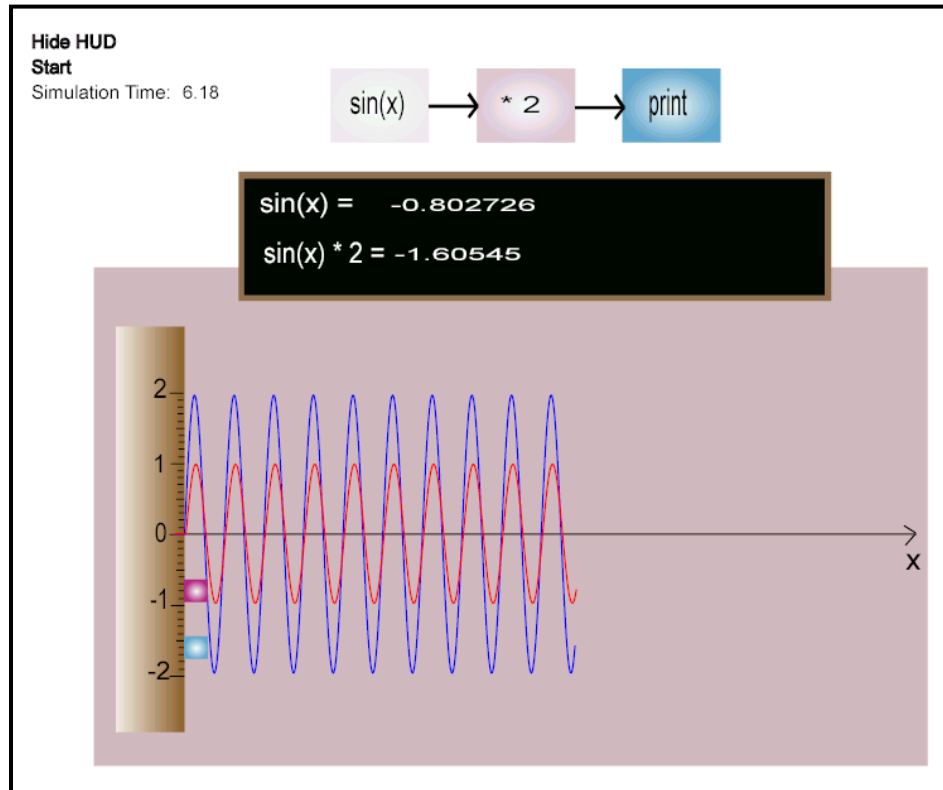 Hide HUD
Start
Simulation Time: 6.18
sin(x) * 2 print
sin(x) = -0.802726
sin(x) * 2 = -1.60545
2
1
0
x
-1
-2